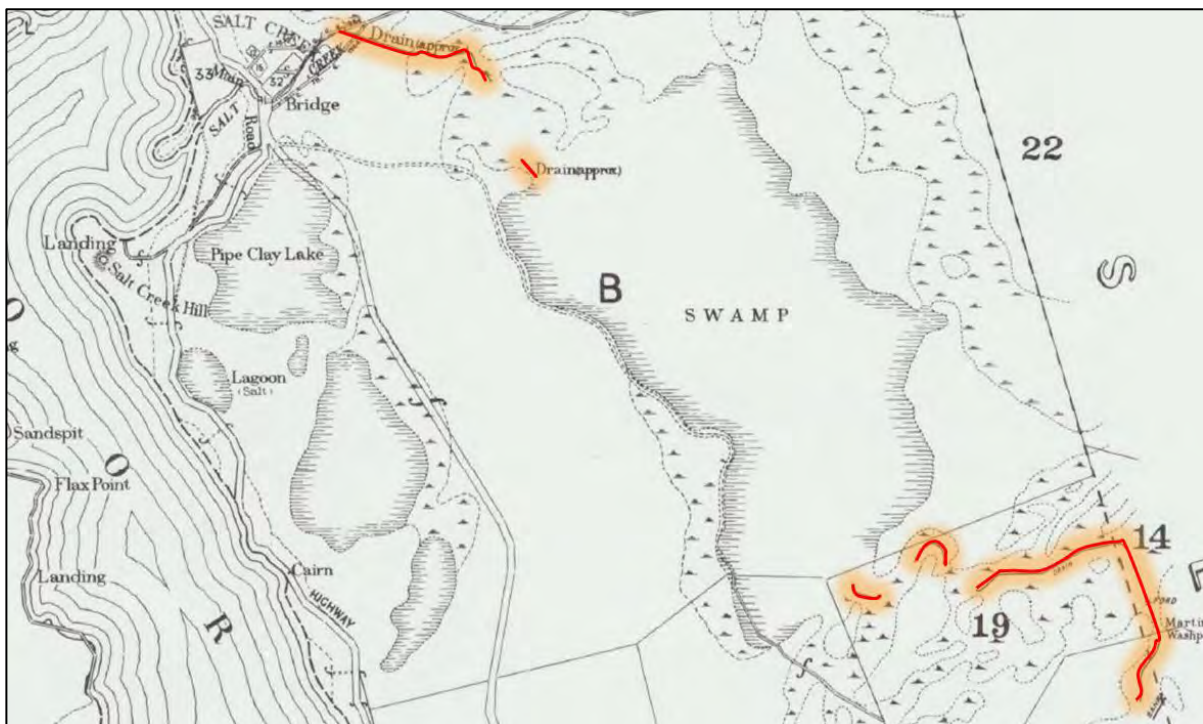 SALT CREEK
Drain (approx)
33
Main
32
CREEK
Bridge
SALT
Road
22
Drain (approx.)
Landing
Pipe Clay Lake
Salt Creek Hill
B
S
SWAMP
O
Lagoon
(Salt)
Sandspit
O
Flax Point
14
Landing
Cairn
DRAIN
FORD
HIGHWAY
R
19
Martin
Washp